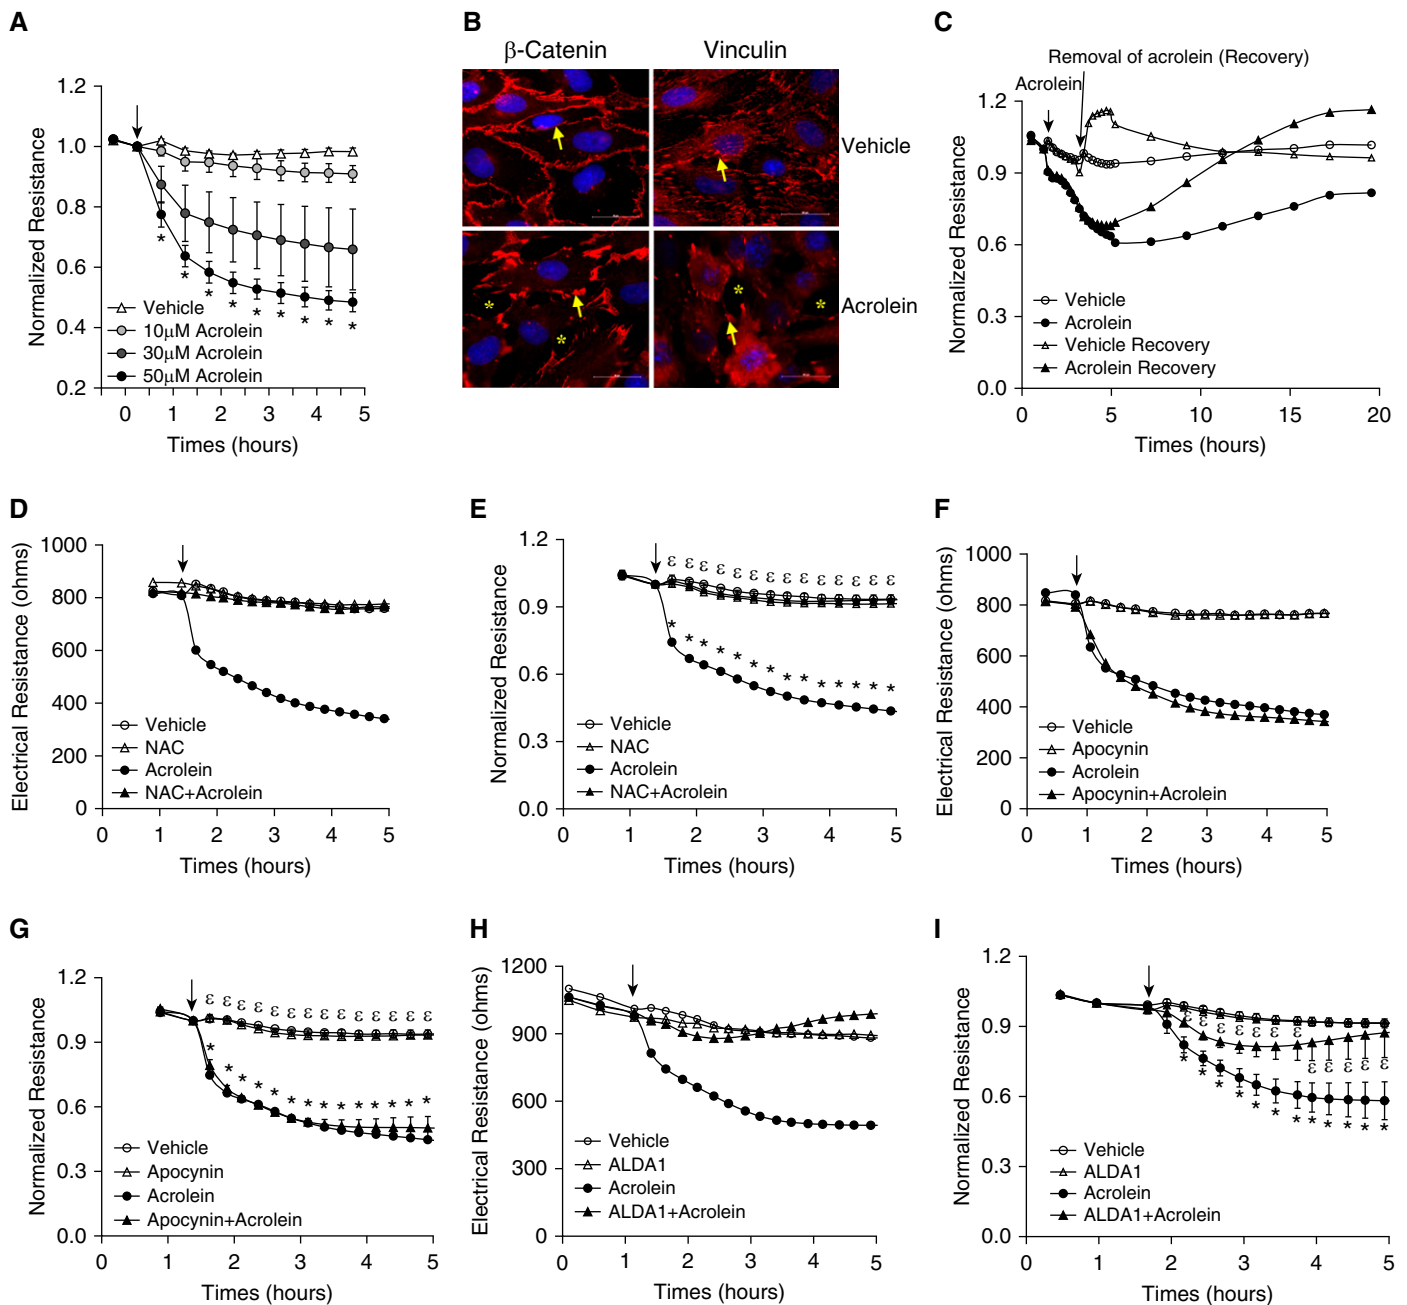 A
Normalized Resistance
1.2
1.0
0.8
0.6
0.4
0.2
* * * * * * * * *
Vehicle
10μM Acrolein
30μM Acrolein
50μM Acrolein
0 1 2 3 4 5
Times (hours)
B
β-Catenin Vinculin
Vehicle
Acrolein
* *
* *
C
Removal of acrolein (Recovery)
Acrolein
Normalized Resistance
1.2
0.9
0.6
0.3
0.0
Vehicle
Acrolein
Vehicle Recovery
Acrolein Recovery
0 5 10 15 20
Times (hours)
D
Electrical Resistance (ohms)
1000
800
600
400
200
0
Vehicle
NAC
Acrolein
NAC+Acrolein
0 1 2 3 4 5
Times (hours)
E
Normalized Resistance
1.2
0.9
0.6
0.3
0.0
ε ε ε ε ε ε ε ε ε ε ε ε ε ε
* * * * * * * * * * * * * *
Vehicle
NAC
Acrolein
NAC+Acrolein
0 1 2 3 4 5
Times (hours)
F
Electrical Resistance (ohms)
1000
800
600
400
200
0
Vehicle
Apocynin
Acrolein
Apocynin+Acrolein
0 1 2 3 4 5
Times (hours)
G
Normalized Resistance
1.2
0.9
0.6
0.3
0.0
ε ε ε ε ε ε ε ε ε ε ε ε ε ε
* * * * * * * * * * * * * *
Vehicle
Apocynin
Acrolein
Apocynin+Acrolein
0 1 2 3 4 5
Times (hours)
H
Electrical Resistance (ohms)
1200
900
600
300
0
Vehicle
ALDA1
Acrolein
ALDA1+Acrolein
0 1 2 3 4 5
Times (hours)
I
Normalized Resistance
1.2
0.9
0.6
0.3
0.0
ε ε ε ε ε ε ε
ε ε ε ε ε
* * * * * * * * * * * *
Vehicle
ALDA1
Acrolein
ALDA1+Acrolein
0 1 2 3 4 5
Times (hours)